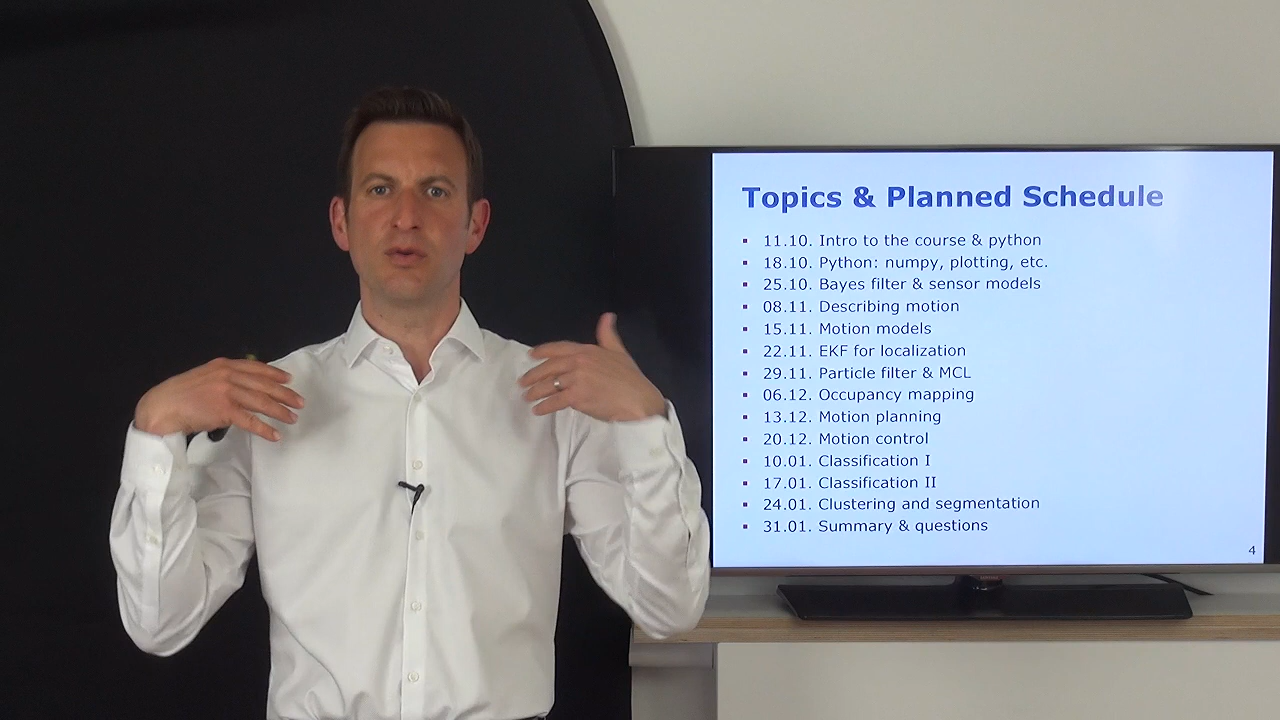 Topics & Planned Schedule
▪ 11.10. Intro to the course & python
▪ 18.10. Python: numpy, plotting, etc.
▪ 25.10. Bayes filter & sensor models
▪ 08.11. Describing motion
▪ 15.11. Motion models
▪ 22.11. EKF for localization
▪ 29.11. Particle filter & MCL
▪ 06.12. Occupancy mapping
▪ 13.12. Motion planning
▪ 20.12. Motion control
▪ 10.01. Classification I
▪ 17.01. Classification II
▪ 24.01. Clustering and segmentation
▪ 31.01. Summary & questions
4